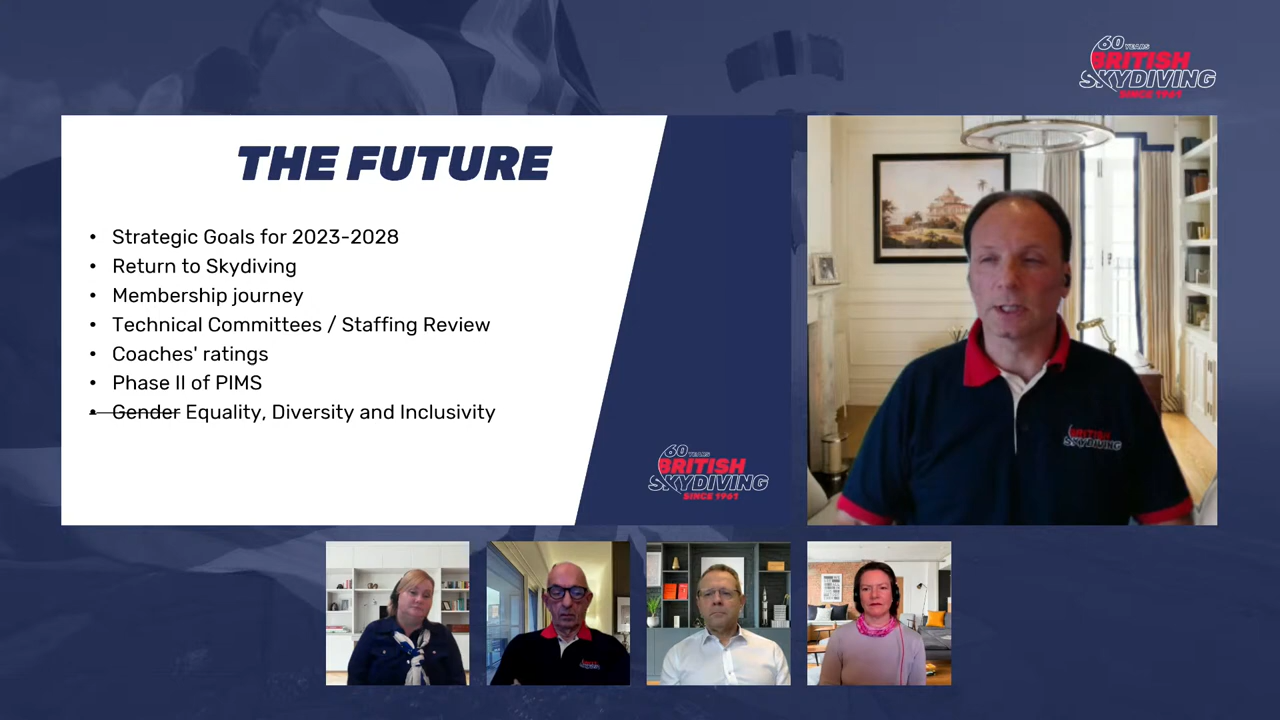 60 YEARS
BRITISH
SKYDIVING
SINCE 1961
THE FUTURE
• Strategic Goals for 2023-2028
• Return to Skydiving
• Membership journey
• Technical Committees / Staffing Review
• Coaches' ratings
• Phase II of PIMS
• Gender Equality, Diversity and Inclusivity
60 YEARS
BRITISH
SKYDIVING
SINCE 1961
BRITISH
SKYDIVING